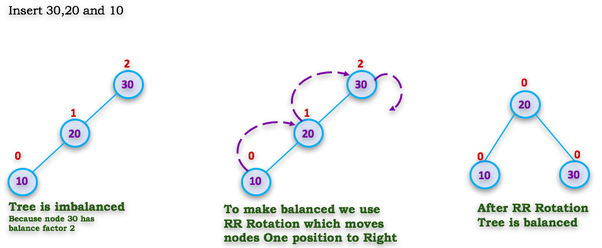 Insert 30,20 and 10
2
30
1
20
0
10
Tree is imbalanced
Because node 30 has
balance factor 2
2
30
1
20
0
10
To make balanced we use
RR Rotation which moves
nodes One position to Right
0
20
0
10
0
30
After RR Rotation
Tree is balanced